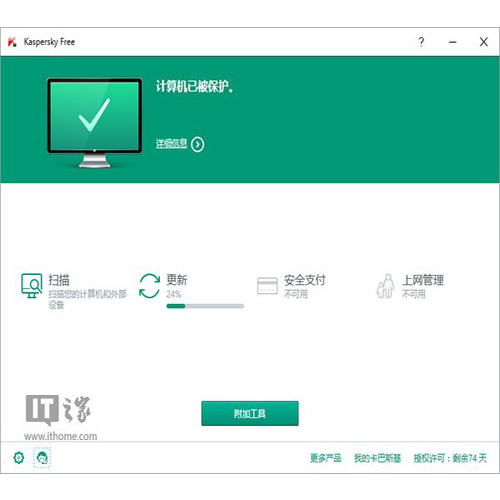 Kaspersky Free
计算机已被保护。
详细信息
扫描
扫描您的计算机和外部
设备
更新
24%
安全支付
不可用
上网管理
不可用
附加工具
IT之家
www.ithome.com
更多产品 我的卡巴斯基 授权许可：剩余74 天